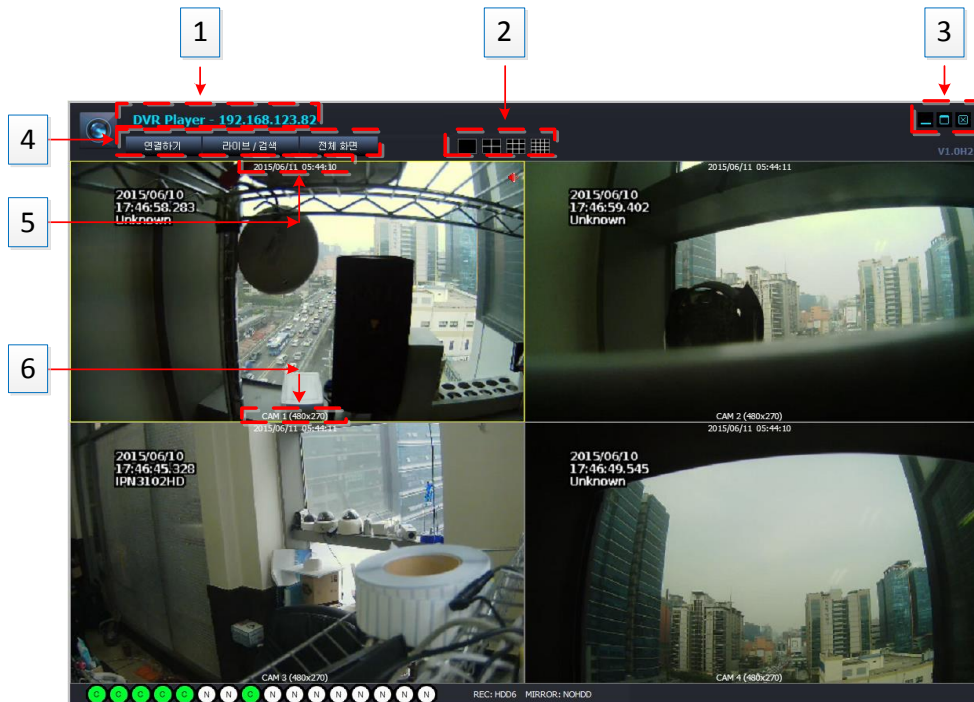 1
2
3
4
DVR Player - 192.168.123.82
연결하기 라이브 / 검색 전체 화면
V1.0H2
2015/06/11 05:44:10
2015/06/11 05:44:11
5
2015/06/10
17:46:58.283
Unknown
2015/06/10
17:46:59.402
Unknown
6
CAM 1 (480x270)
CAM 2 (480x270)
2015/06/11 05:44:11
2015/06/11 05:44:10
2015/06/10
17:46:45.328
IPN3102HD
2015/06/10
17:46:49.545
Unknown
CAM 3 (480x270)
CAM 4 (480x270)
C C C C C N N C N N N N N N N N
REC: HDD6 MIRROR: NOHDD